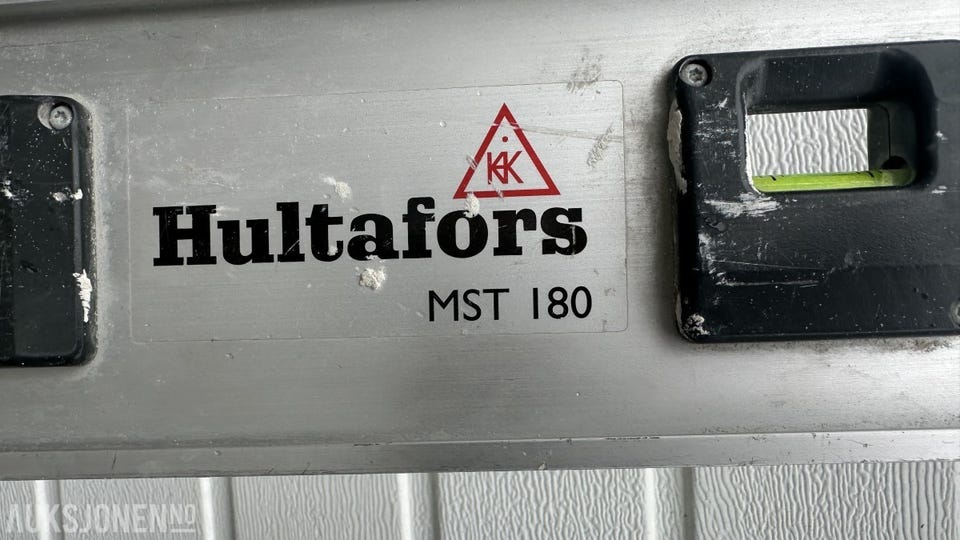 KK
Hultafors
MST 180
AUKSJONEN.NO